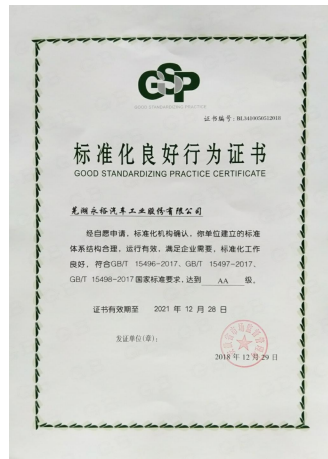 GSP
GOOD STANDARDIZING PRACTICE
证书编号：BL3410050512018
标准化良好行为证书
GOOD STANDARDIZING PRACTICE CERTIFICATE
芜湖永裕汽车工业股份有限公司
经自愿申请，标准化机构确认，你单位建立的标准
体系结构合理，运行有效，满足企业需要，标准化工作
良好，符合GB/T 15496-2017、GB/T 15497-2017、
GB/T 15498-2017国家标准要求，达到 AA 级。
证书有效期至 2021 年 12 月 28 日
发证单位(章)：
2018 年 12 月 29 日